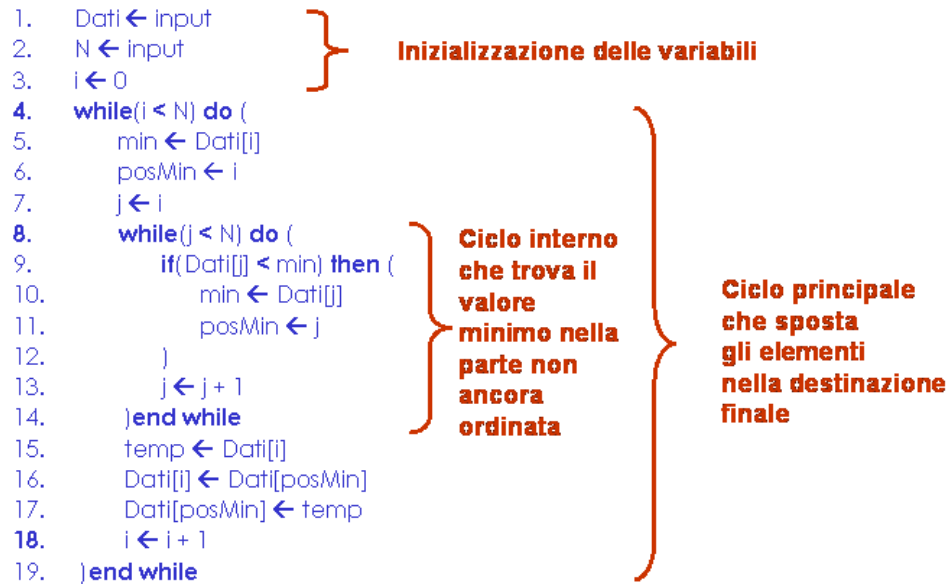 1. Dati ← input
2. N ← input
3. i ← 0
Inizializzazione delle variabili
4. while(i < N) do (
5. min ← Dati[i]
6. posMin ← i
7. j ← i
8. while(j < N) do (
9. if(Dati[j] < min) then (
10. min ← Dati[j]
11. posMin ← j
12. )
13. j ← j + 1
14. )end while
15. temp ← Dati[i]
16. Dati[i] ← Dati[posMin]
17. Dati[posMin] ← temp
18. i ← i + 1
19. )end while
Ciclo interno
che trova il
valore
minimo nella
parte non
ancora
ordinata
Ciclo principale
che sposta
gli elementi
nella destinazione
finale